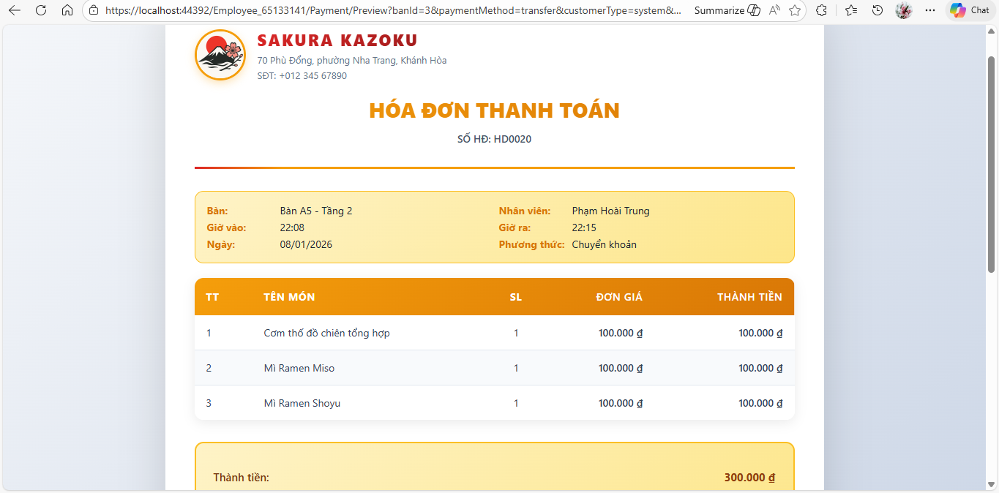 https://localhost:44392/Employee_65133141/Payment/Preview?banId=3&paymentMethod=transfer&customerType=system&... Summarize Chat
SAKURA KAZOKU
70 Phù Đổng, phường Nha Trang, Khánh Hòa
SĐT: +012 345 67890
HÓA ĐƠN THANH TOÁN
SỐ HĐ: HD0020
Bàn: Bàn A5 - Tầng 2 Nhân viên: Phạm Hoài Trung
Giờ vào: 22:08 Giờ ra: 22:15
Ngày: 08/01/2026 Phương thức: Chuyển khoản
TT TÊN MÓN SL ĐƠN GIÁ THÀNH TIỀN
1 Cơm thố đồ chiên tổng hợp 1 100.000 ₫ 100.000 ₫
2 Mì Ramen Miso 1 100.000 ₫ 100.000 ₫
3 Mì Ramen Shoyu 1 100.000 ₫ 100.000 ₫
Thành tiền: 300.000 ₫